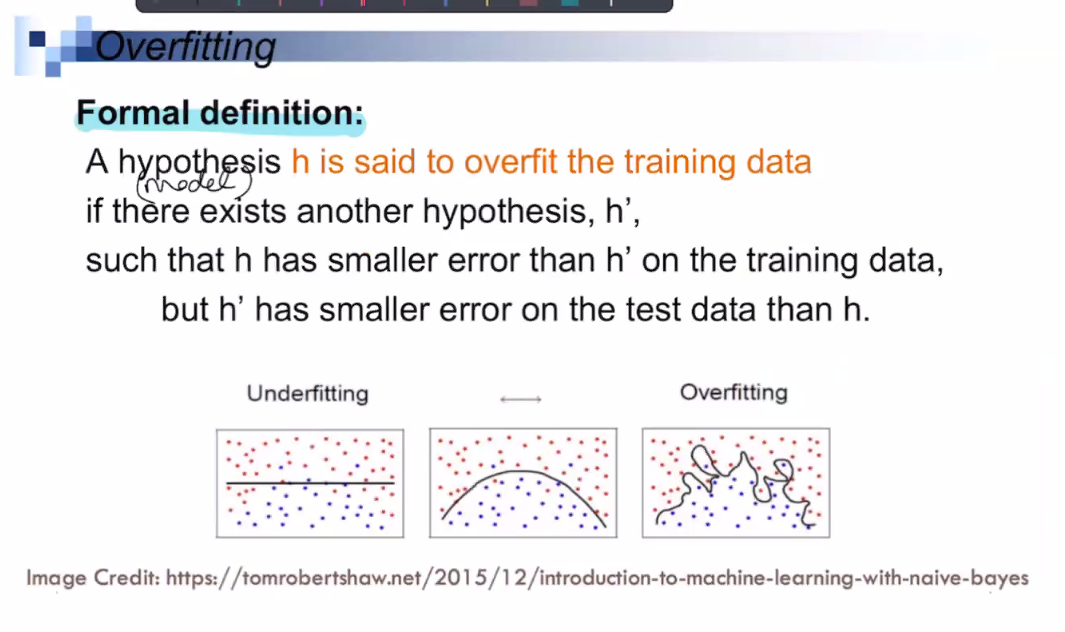 Overfitting
Formal definition:
A hypothesis h is said to overfit the training data
(model)
if there exists another hypothesis, h’,
such that h has smaller error than h’ on the training data,
but h’ has smaller error on the test data than h.
Underfitting
Overfitting
Image Credit: https://tomrobertshaw.net/2015/12/introduction-to-machine-learning-with-naive-bayes